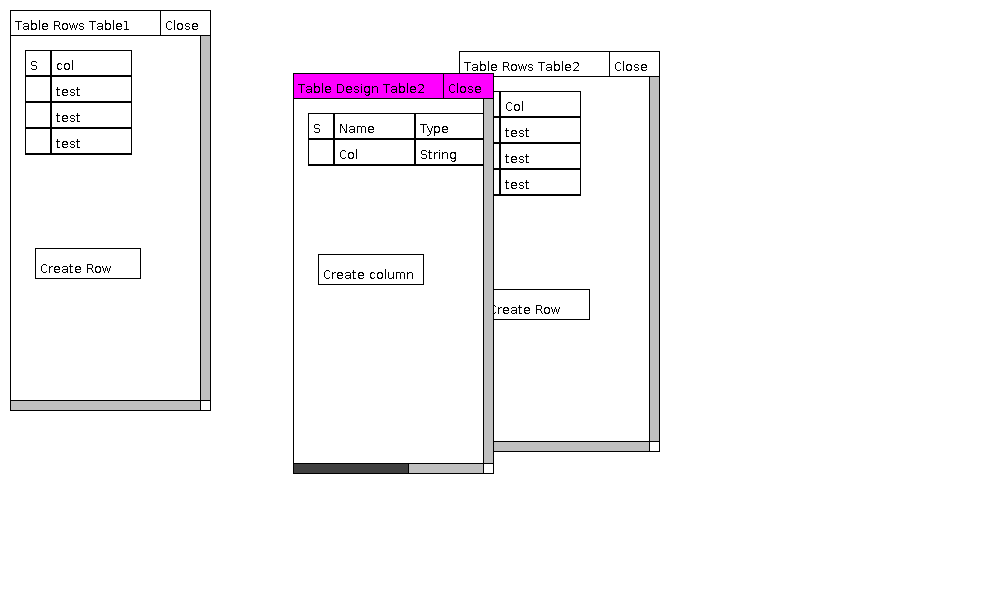 Table Rows Table1 Close
S col
test
test
test
Create Row
Table Design Table2 Close
S Name Type
Col String
Create column
Table Rows Table2 Close
Col
test
test
test
Create Row